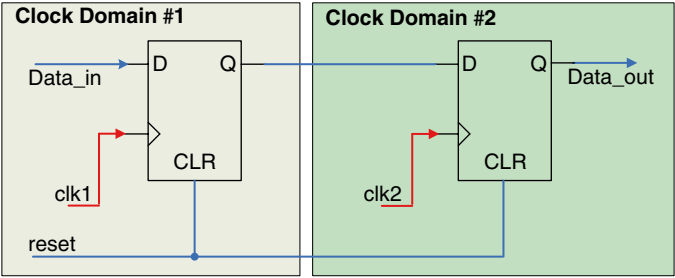 Clock Domain #1
Clock Domain #2
D Q
D Q
Data_in
Data_out
CLR
CLR
clk1
clk2
reset